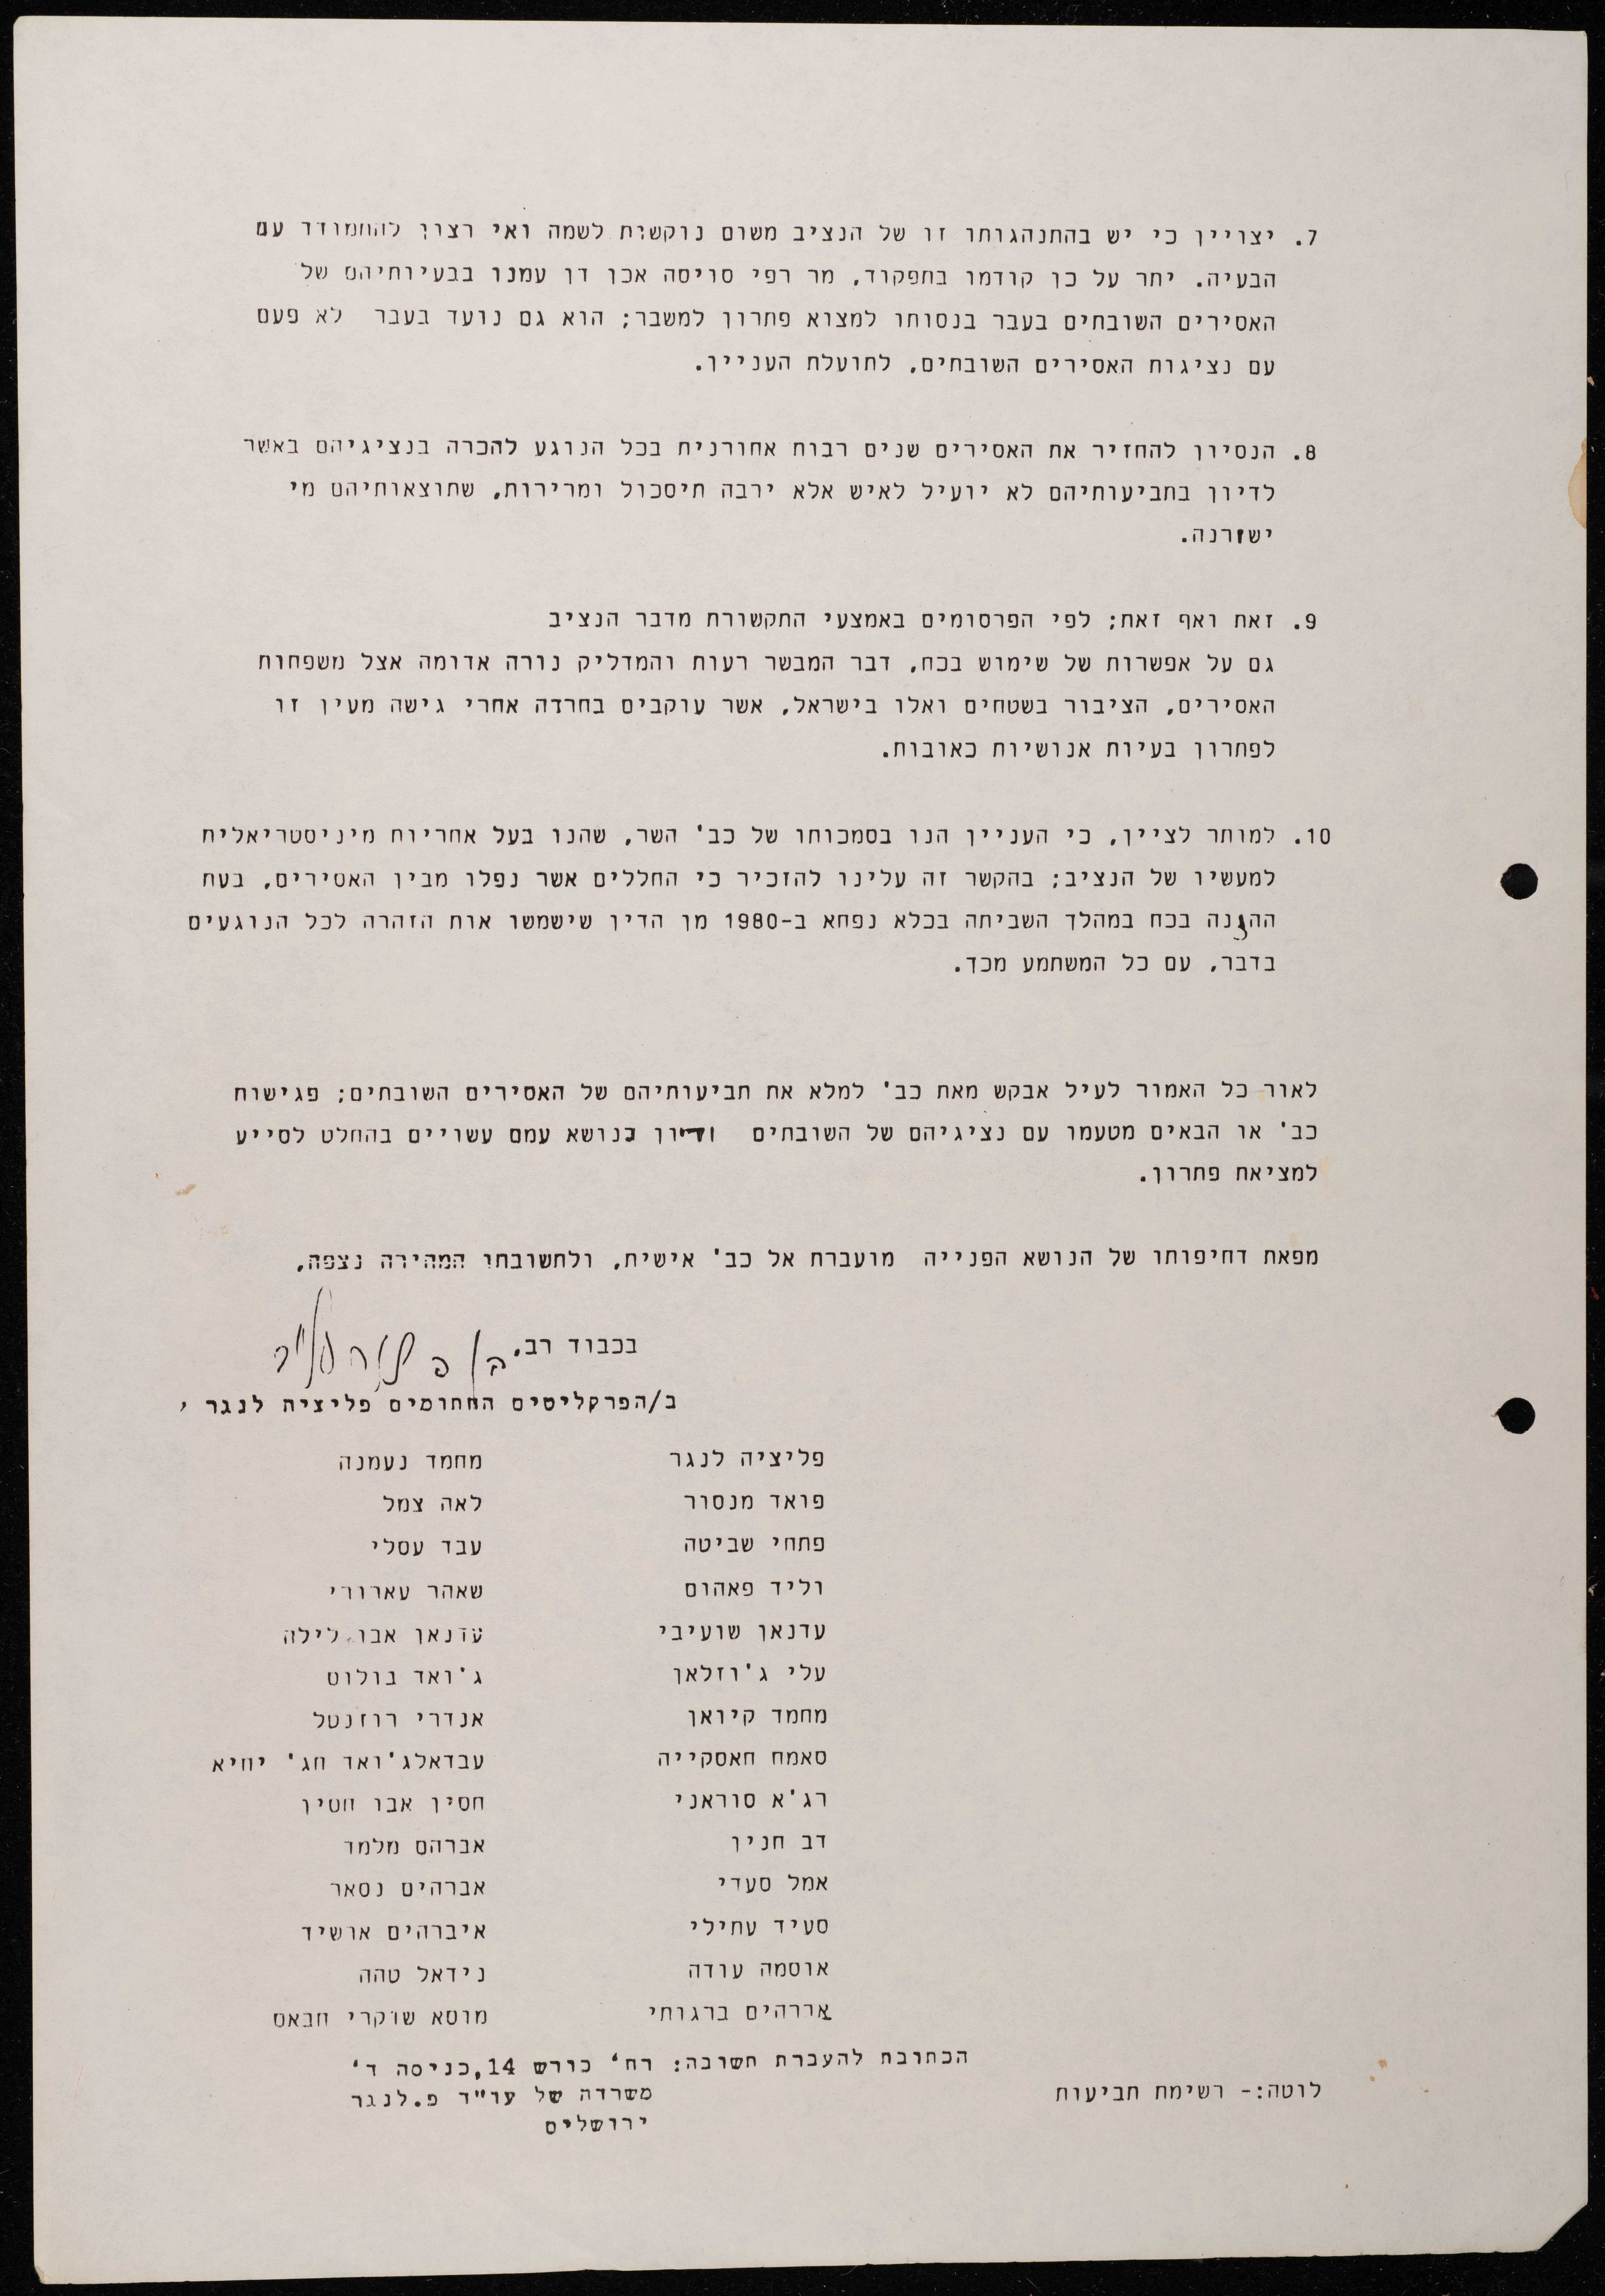 7. יצויין כי יש בהתנהגותו זו של הנציב משום נוקשות לשמה ואי רצון להתמודד עם
הבעיה. יתר על כן קודמו בתפקוד, מר רפי סויסה אכן דן עמנו בבעיותיהם של
האסירים השובתים בעבר בנסותו למצוא פתרון למשבר; הוא גם נועד בעבר לא פעם
עם נציגות האסירים השובתים, לתועלת העניין.
8. הנסיון להחזיר את האסירים שנים רבות אחורנית בכל הנוגע להכרה בנציגיהם באשר
לדיון בתביעותיהם לא יועיל לאיש אלא ירבה תיסכול ומרירות, שתוצאותיהם מי
ישורנה.
9. זאת ואף זאת; לפי הפרסומים באמצעי התקשורת מדבר הנציב
גם על אפשרות של שימוש בכח, דבר המבשר רעות והמדליק נורה אדומה אצל משפחות
האסירים, הציבור בשטחים ואלו בישראל, אשר עוקבים בחרדה אחרי גישה מעין זו
לפתרון בעיות אנושיות כאובות.
10. למותר לציין, כי העניין הנו בסמכותו של כב' השר, שהנו בעל אחריות מיניסטריאלית
למעשיו של הנציב; בהקשר זה עלינו להזכיר כי החללים אשר נפלו מבין האסירים, בעת
ההזנה בכח במהלך השביתה בכלא נפחא ב-1980 מן הדין שישמשו אות הזהרה לכל הנוגעים
בדבר, עם כל המשתמע מכך.
לאור כל האמור לעיל אבקש מאת כב' למלא את תביעותיהם של האסירים השובתים; פגישות
כב' או הבאים מטעמו עם נציגיהם של השובתים ודיון בנושא עמם עשויים בהחלט לסייע
למציאת פתרון.
מפאת דחיפותו של הנושא הפנייה מועברת אל כב' אישית, ולתשובתו המהירה נצפה,
בכבוד רב,
ב/הפרקליטים החתומים פליציה לנגר,
פליציה לנגר מחמד נעמנה
פואד מנסור לאה צמל
פתחי שביטה עבד עסלי
וליד פאהום שאהר עארורי
עדנאן שועיבי עדנאן אבו לילה
עלי ג'וזלאן ג'ואד בולוס
מחמד קיואן אנדרי רוזנטל
סאמח חאסקייה עבדאלג'ואד חג' יחיא
רג'א סוראני חסין אבו חסין
דב חנין אברהם מלמד
אמל סעדי אברהים נסאר
סעיד עתילי איברהים ארשיד
אוסמה עודה נידאל טהה
אררהים ברגותי מוסא שוקרי חבאס
הכתובת להעברת תשובה: רח' כורש 14, כניסה ד'
משרדה של עו"ד פ.לנגר
ירושלים
לוטה:- רשימת תביעות